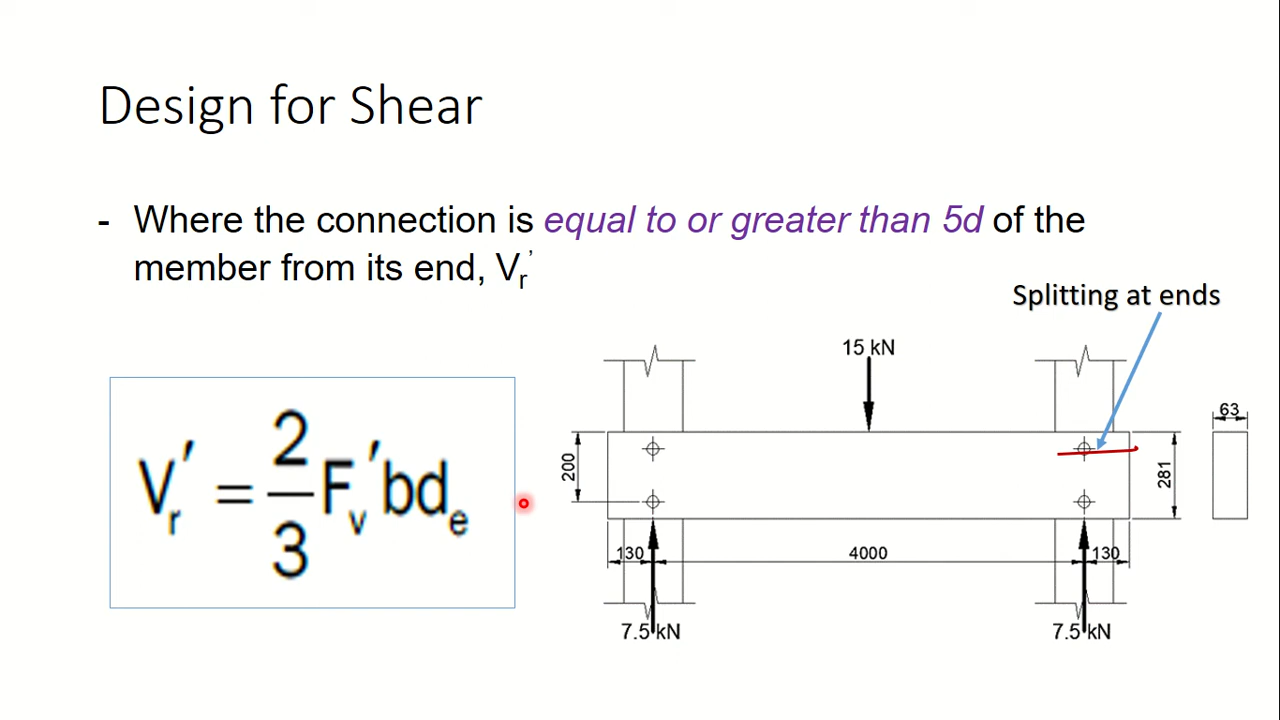 Design for Shear
- Where the connection is equal to or greater than 5d of the
member from its end, Vr'
Splitting at ends
15 kN
63
200
281
Vr' = 2/3 Fv' bde
130
4000
130
7.5 kN
7.5 kN